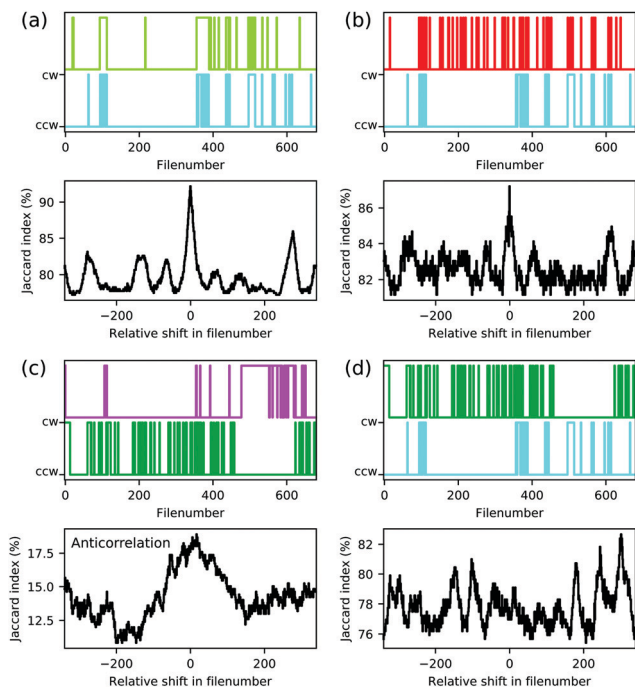 (a)
CW
CCW
0 200 400 600
Filenumber
Jaccard index (%)
90
85
80
−200 0 200
Relative shift in filenumber
(b)
CW
CCW
0 200 400 600
Filenumber
Jaccard index (%)
86
84
82
−200 0 200
Relative shift in filenumber
(c)
CW
CCW
0 200 400 600
Filenumber
Anticorrelation
Jaccard index (%)
17.5
15.0
12.5
−200 0 200
Relative shift in filenumber
(d)
CW
CCW
0 200 400 600
Filenumber
Jaccard index (%)
82
80
78
76
−200 0 200
Relative shift in filenumber